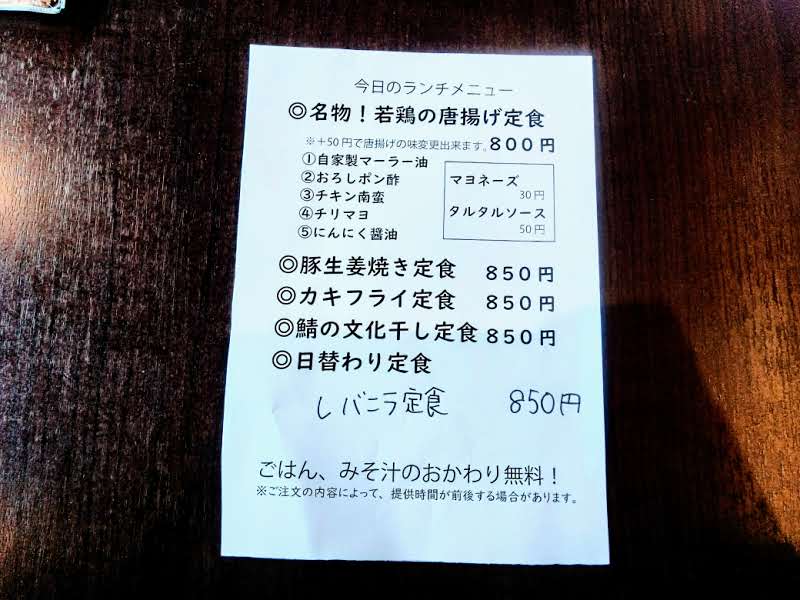 今日のランチメニュー
◎名物！若鶏の唐揚げ定食
※＋50円で唐揚げの味変更出来ます。800円
①自家製マーラー油
②おろしポン酢
③チキン南蛮
④チリマヨ
⑤にんにく醤油
マヨネーズ
30円
タルタルソース
50円
◎豚生姜焼き定食 850円
◎カキフライ定食 850円
◎鯖の文化干し定食 850円
◎日替わり定食
レバニラ定食 850円
ごはん、みそ汁のおかわり無料！
※ご注文の内容によって、提供時間が前後する場合があります。